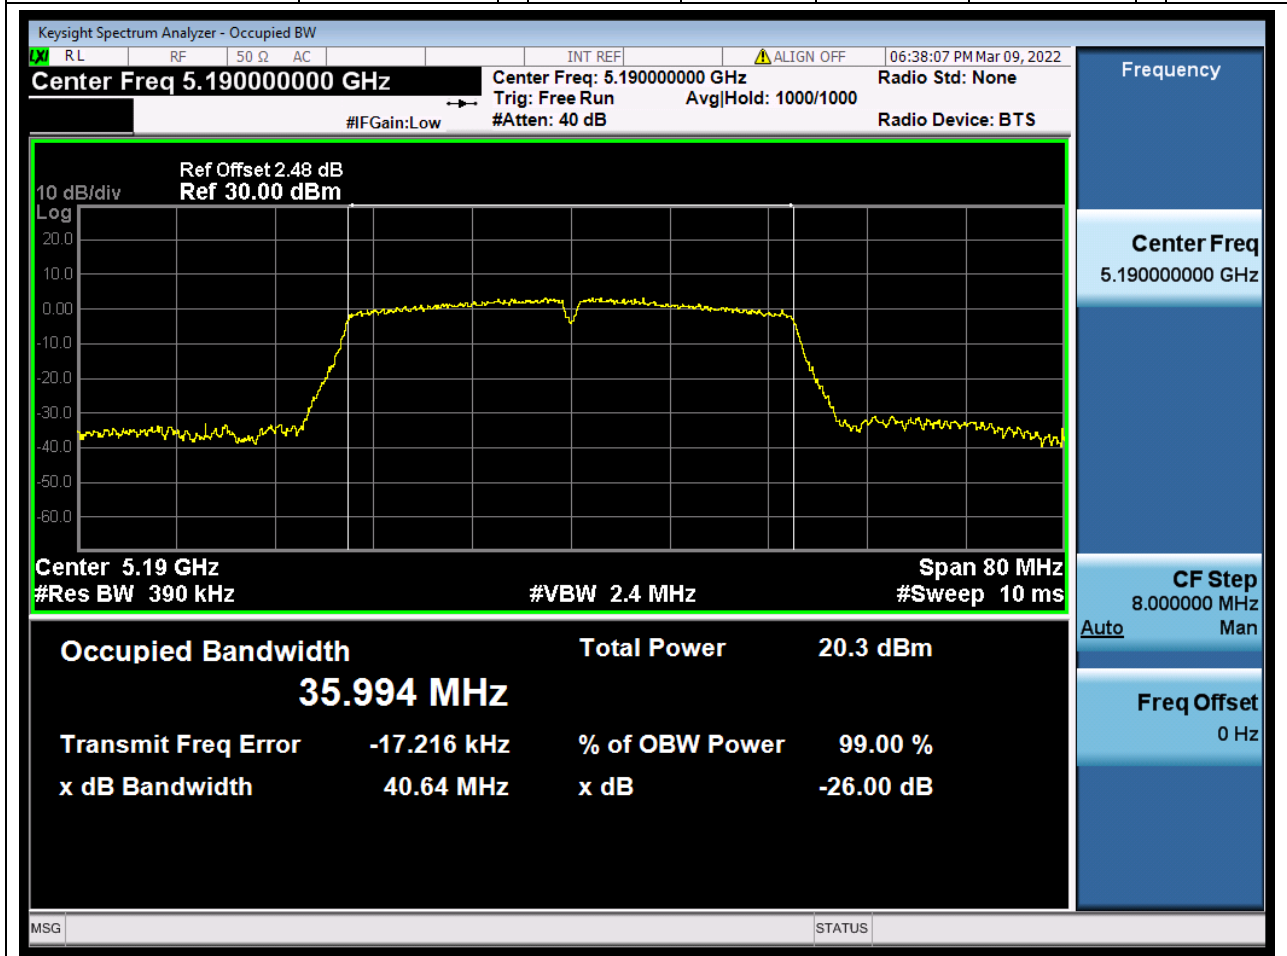 Keysight Spectrum Analyzer - Occupied BW
LXI RL RF 50 Ω AC INT REF ALIGN OFF 06:38:07 PM Mar 09, 2022
Center Freq 5.190000000 GHz
Center Freq: 5.190000000 GHz
Radio Std: None
Trig: Free Run Avg|Hold: 1000/1000
#IFGain:Low
#Atten: 40 dB
Radio Device: BTS
Ref Offset 2.48 dB
10 dB/div Ref 30.00 dBm
Log
20.0
10.0
0.00
-10.0
-20.0
-30.0
-40.0
-50.0
-60.0
Center 5.19 GHz
Span 80 MHz
#Res BW 390 kHz
#VBW 2.4 MHz
#Sweep 10 ms
Occupied Bandwidth
Total Power 20.3 dBm
35.994 MHz
Transmit Freq Error -17.216 kHz
% of OBW Power 99.00 %
x dB Bandwidth 40.64 MHz
x dB -26.00 dB
MSG
STATUS
Frequency
Center Freq
5.190000000 GHz
CF Step
8.000000 MHz
Auto Man
Freq Offset
0 Hz